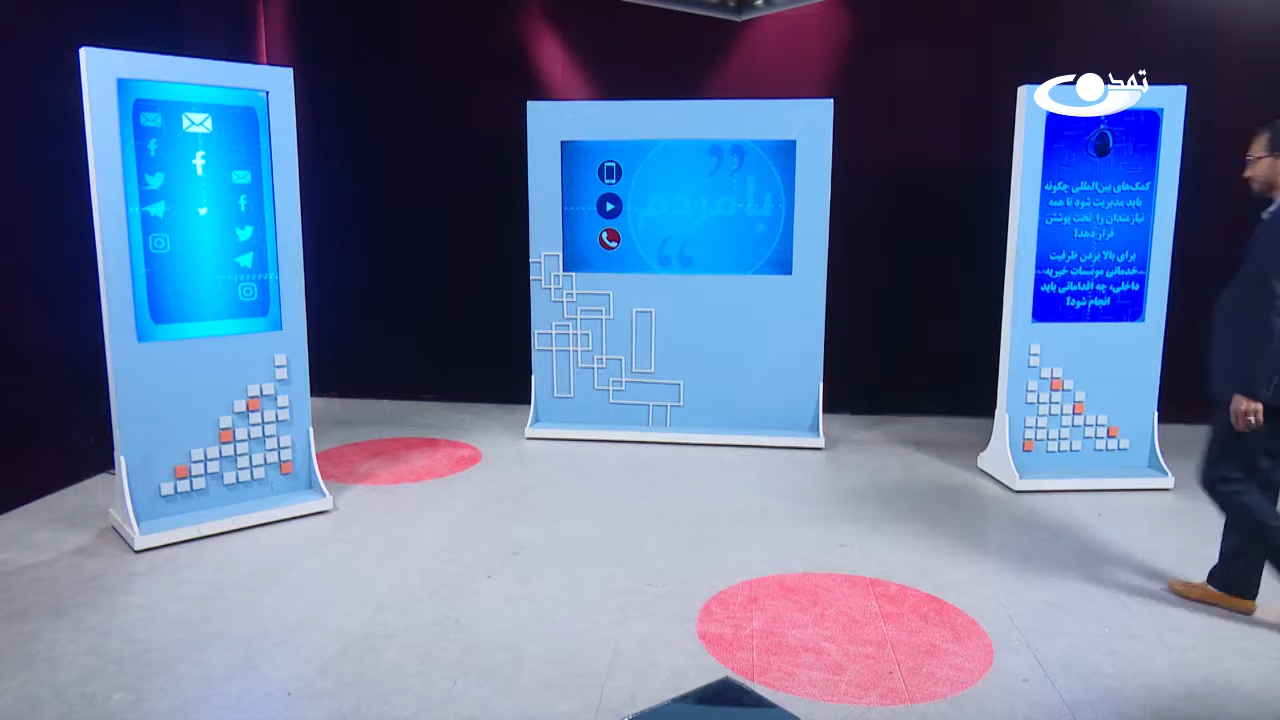 تمدن
با مردم
کمک‌های بین‌المللی چگونه
باید مدیریت شود تا همه
نیازمندان را تحت پوشش
قرار دهد؟
برای بالا بردن ظرفیت
خدماتی موسسات خیریه
داخلی، چه اقداماتی باید
انجام شود؟